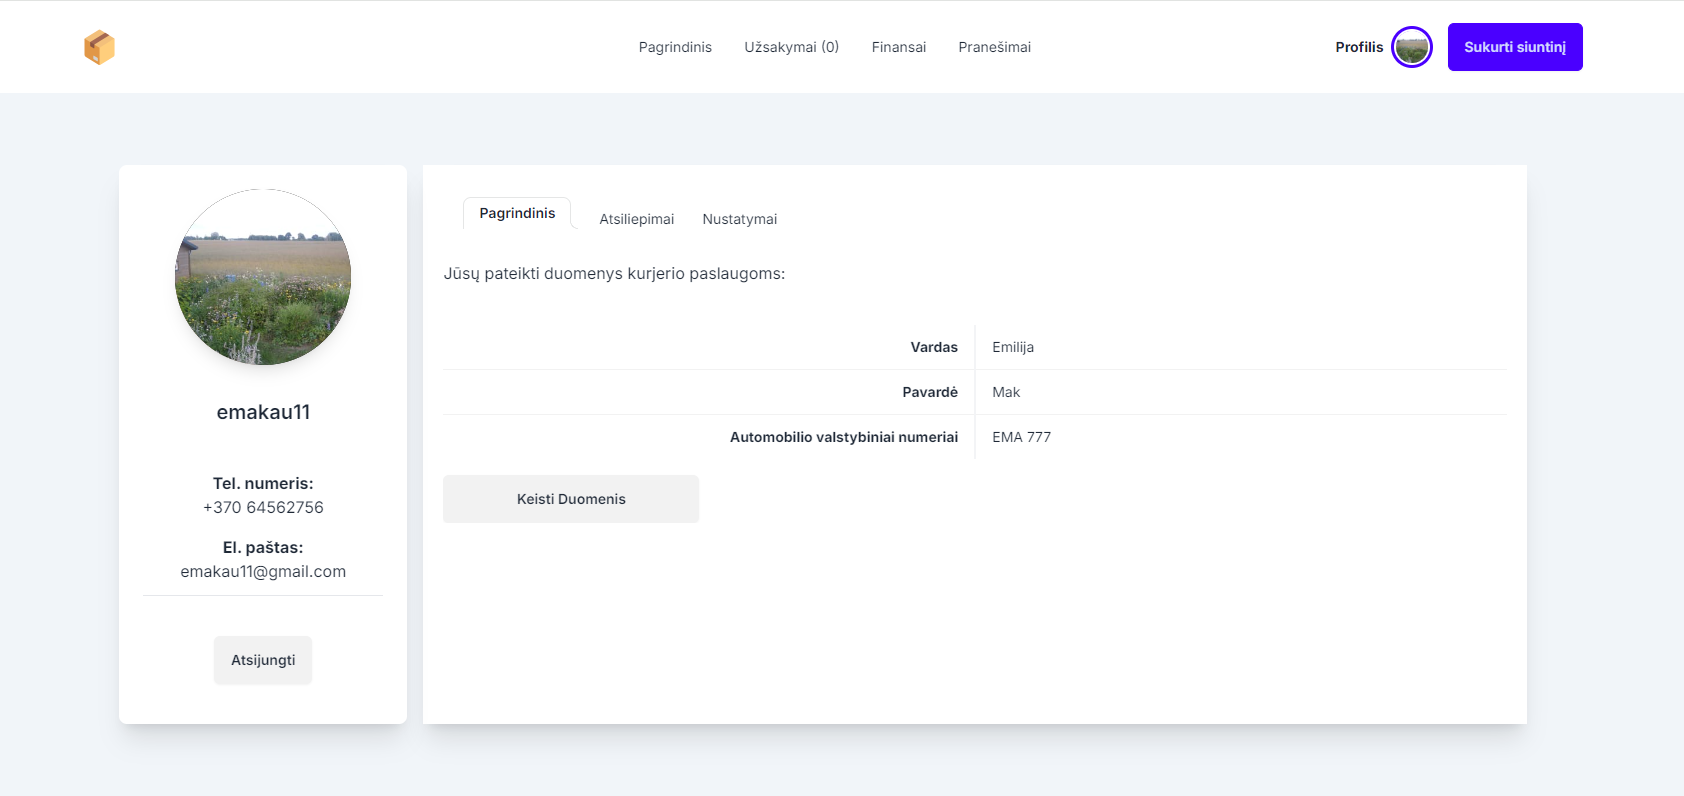 Pagrindinis
Užsakymai (0)
Finansai
Pranešimai
Profilis
Sukurti siuntinį
emakau11
Tel. numeris:
+370 64562756
El. paštas:
emakau11@gmail.com
Atsijungti
Pagrindinis
Atsiliepimai
Nustatymai
Jūsų pateikti duomenys kurjerio paslaugoms:
Vardas Emilija
Pavardė Mak
Automobilio valstybiniai numeriai EMA 777
Keisti Duomenis